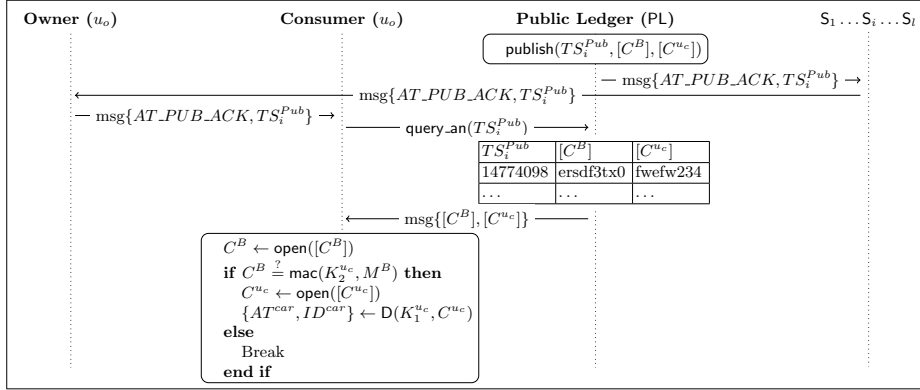 Owner (u_o) Consumer (u_o) Public Ledger (PL) S_1 ... S_i ... S_l
publish(TS_i^{Pub}, [C^B], [C^{u_c}])
msg{AT_PUB_ACK, TS_i^{Pub}}
msg{AT_PUB_ACK, TS_i^{Pub}}
msg{AT_PUB_ACK, TS_i^{Pub}}
query_an(TS_i^{Pub})
TS_i^{Pub} [C^B] [C^{u_c}]
14774098 ersdf3tx0 fwefw234
... ... ...
msg{[C^B], [C^{u_c}]}
C^B ← open([C^B])
if C^B ≟ mac(K_2^{u_c}, M^B) then
C^{u_c} ← open([C^{u_c}])
{AT^{car}, ID^{car}} ← D(K_1^{u_c}, C^{u_c})
else
Break
end if